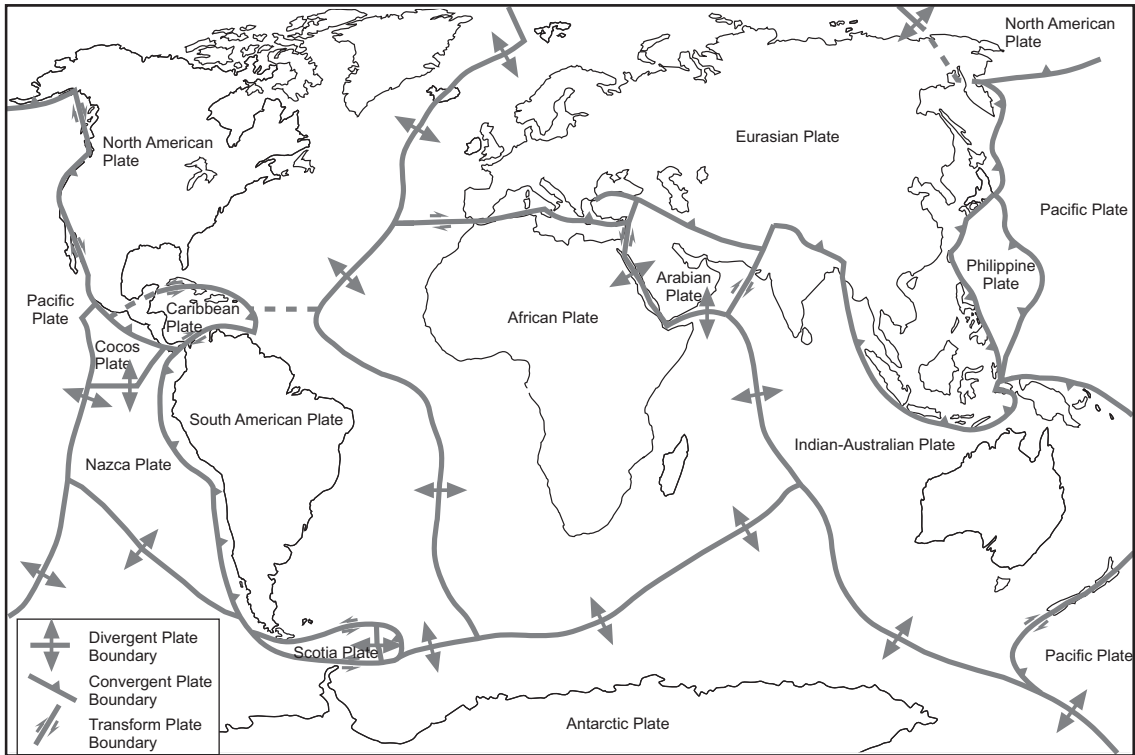 North American
Plate
North American
Plate
Eurasian Plate
Pacific Plate
Philippine
Plate
Arabian
Plate
Pacific
Plate
Caribbean
Plate
African Plate
Cocos
Plate
South American Plate
Indian-Australian Plate
Nazca Plate
Scotia Plate
Pacific Plate
Antarctic Plate
Divergent Plate
Boundary
Convergent Plate
Boundary
Transform Plate
Boundary